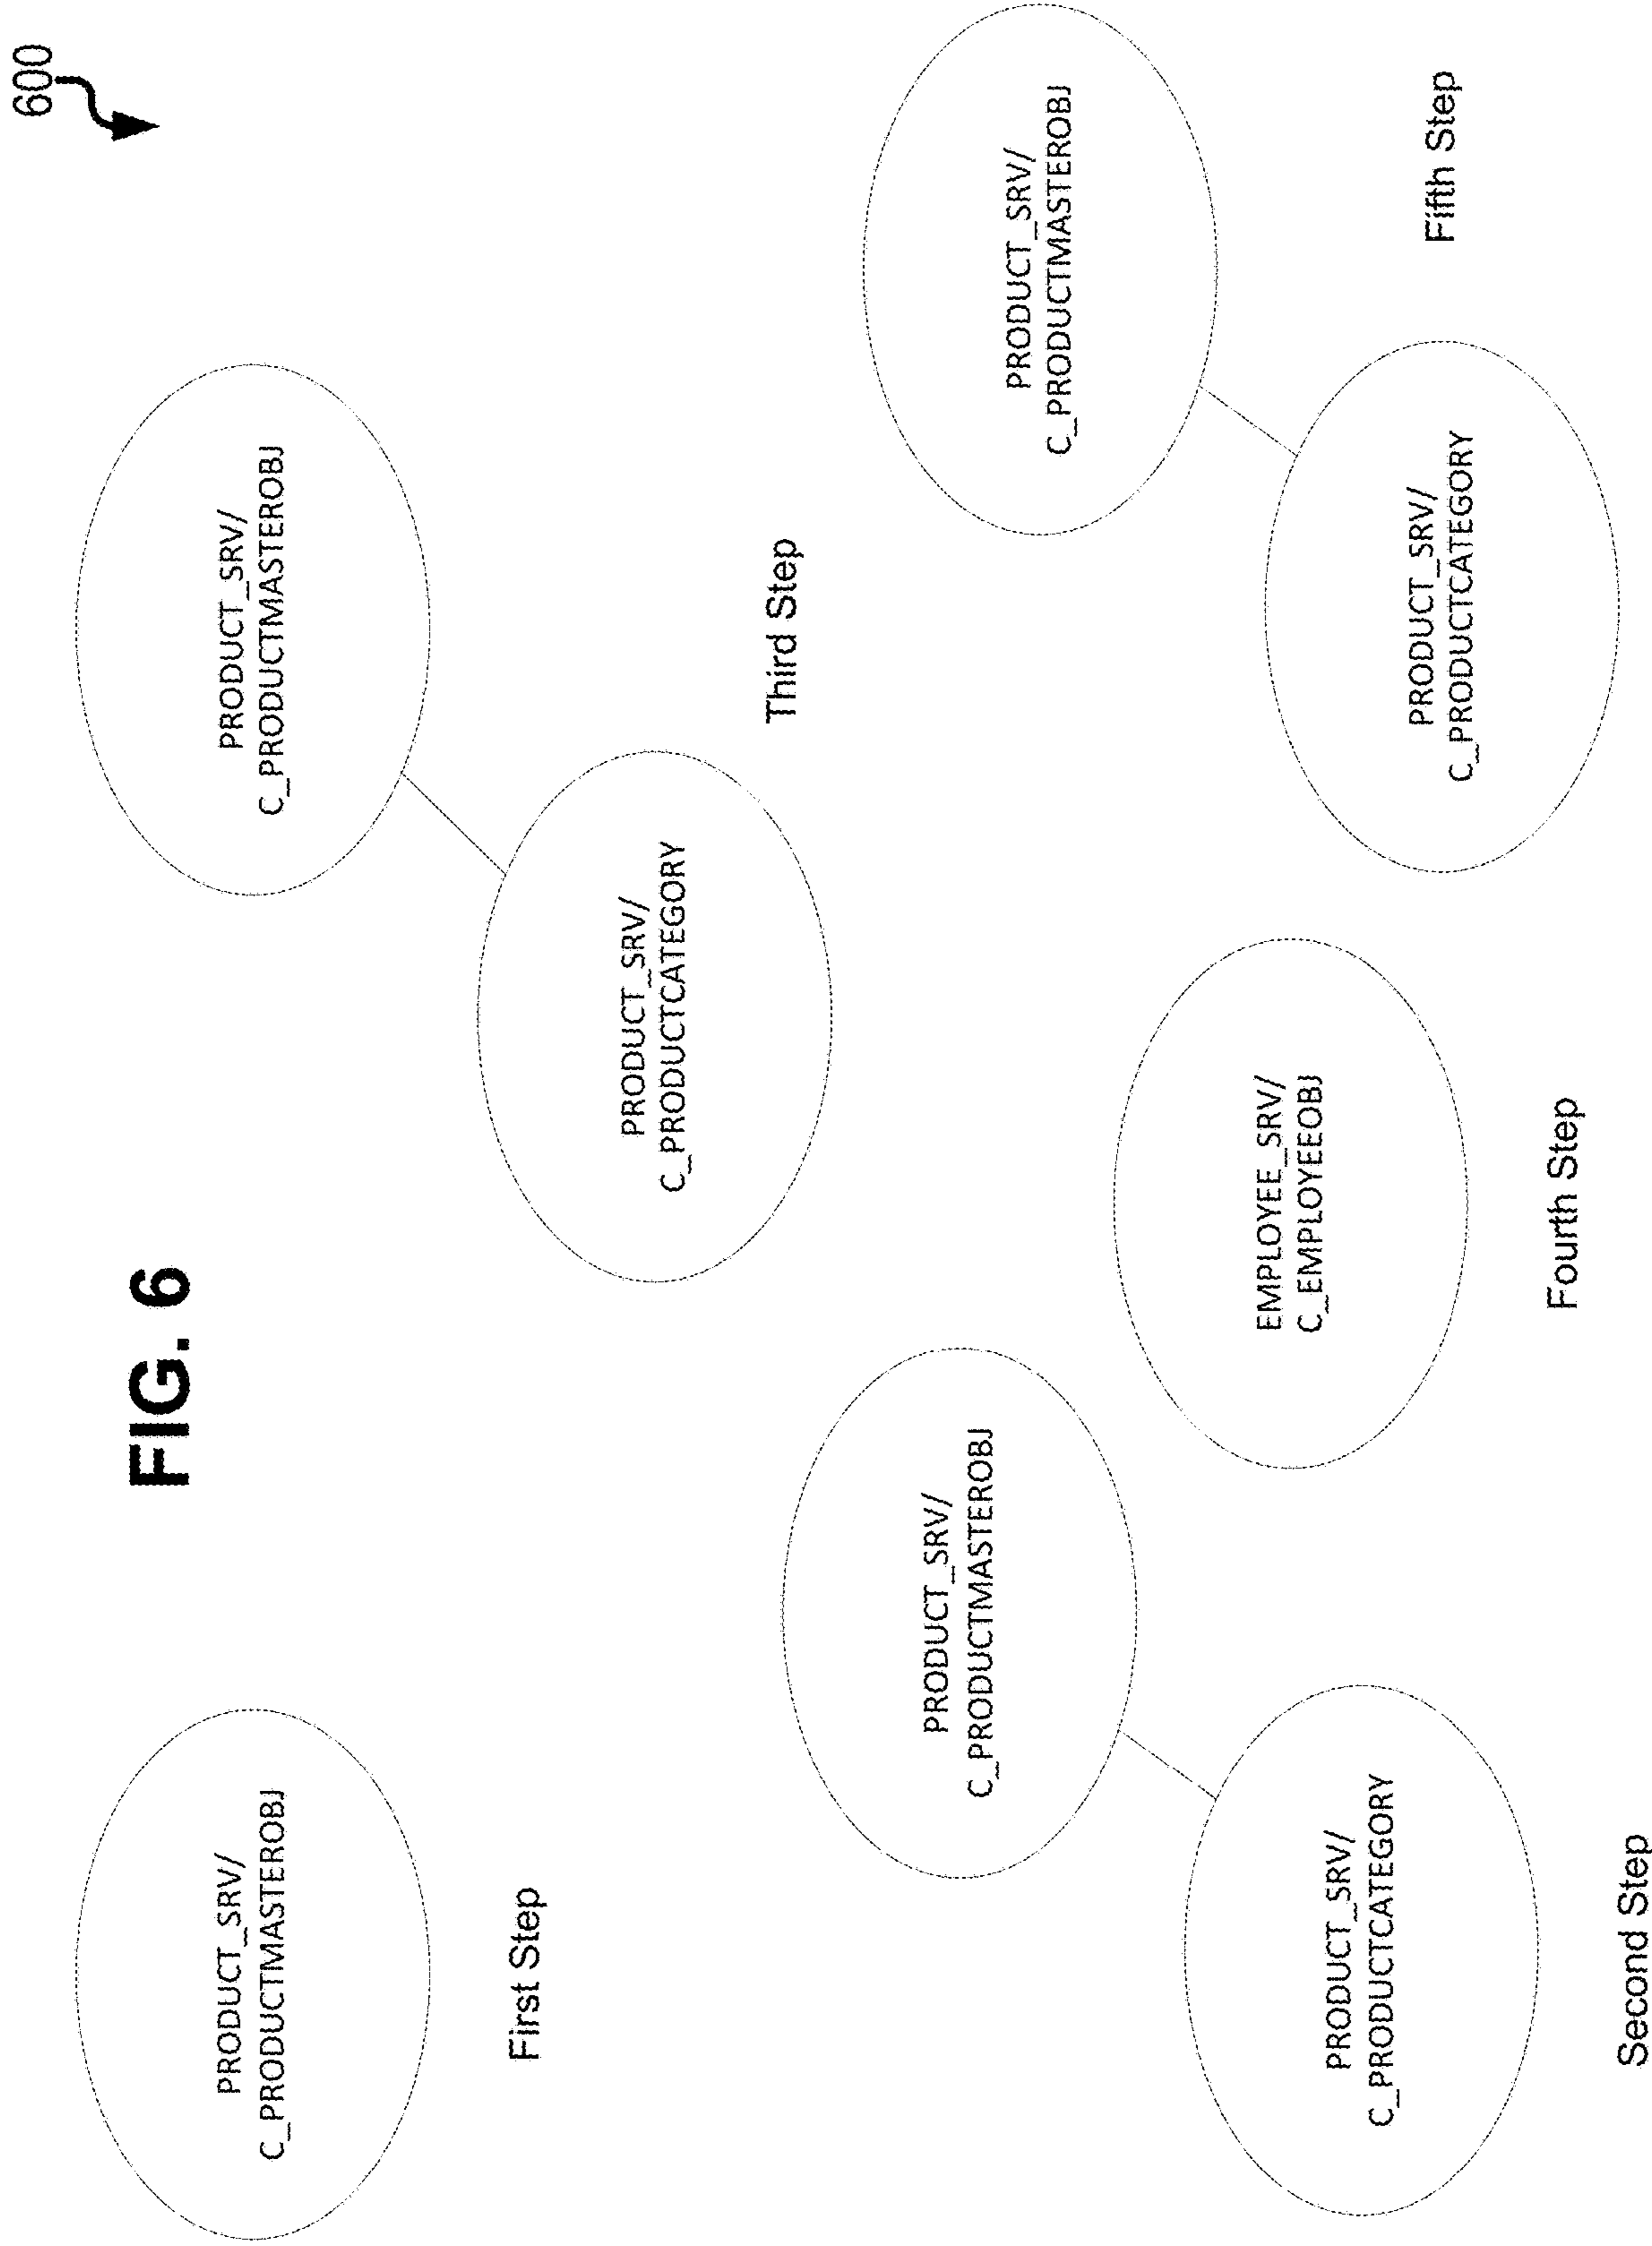 600
FIG. 6
PRODUCT_SRV/
C_PRODUCTMASTEROBJ
First Step
PRODUCT_SRV/
C_PRODUCTMASTEROBJ
PRODUCT_SRV/
C_PRODUCTCATEGORY
Third Step
PRODUCT_SRV/
C_PRODUCTMASTEROBJ
PRODUCT_SRV/
C_PRODUCTCATEGORY
Second Step
EMPLOYEE_SRV/
C_EMPLOYEEOBJ
Fourth Step
PRODUCT_SRV/
C_PRODUCTMASTEROBJ
PRODUCT_SRV/
C_PRODUCTCATEGORY
Fifth Step